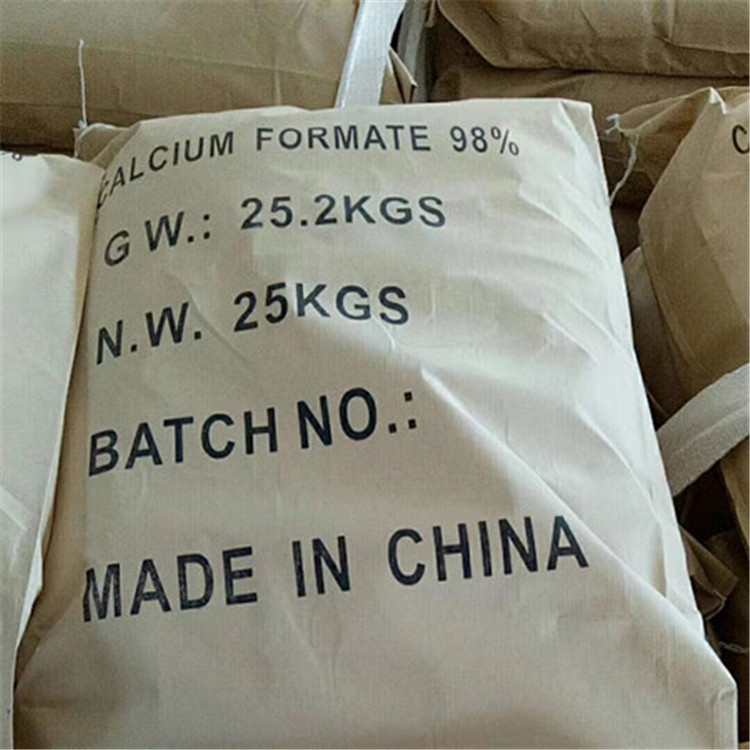 CALCIUM FORMATE 98%
G W.: 25.2KGS
N.W. 25KGS
BATCH NO.:
MADE IN CHINA